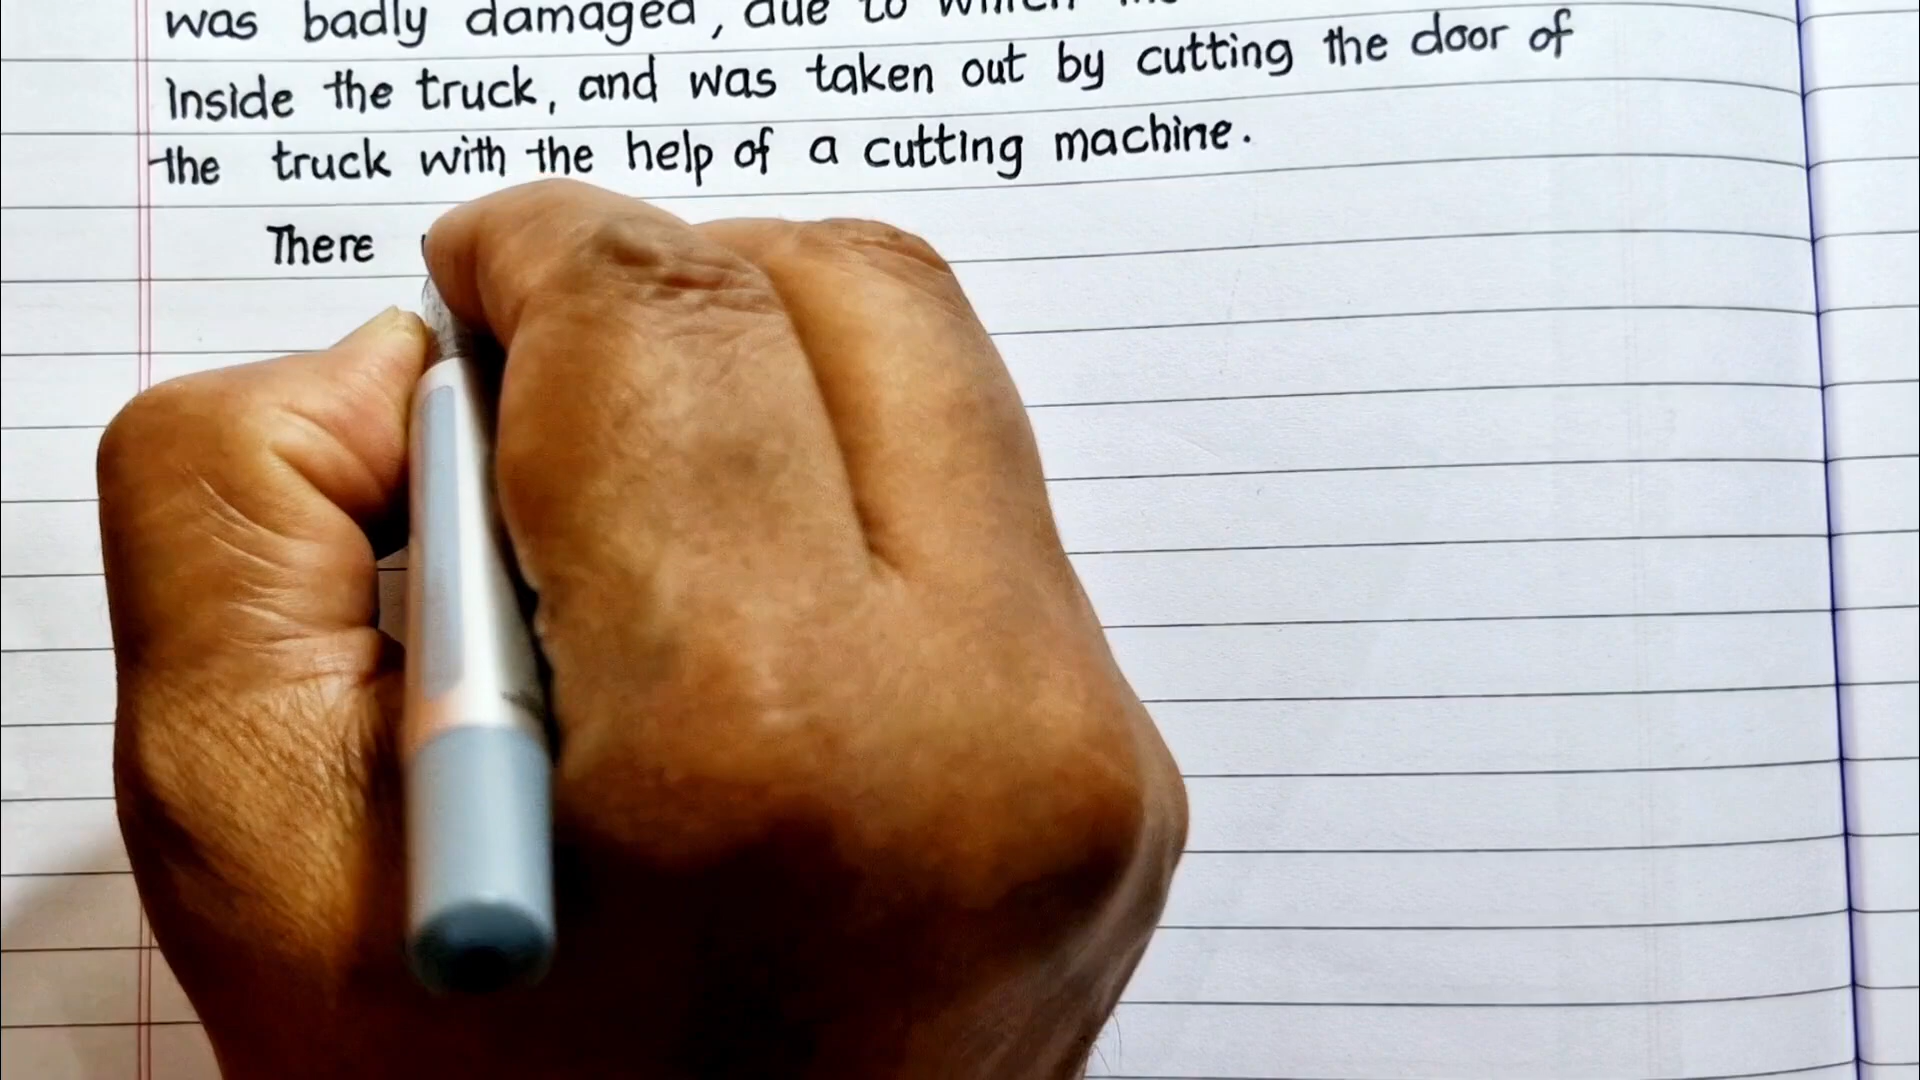 was badly damaged, due to which
Inside the truck, and was taken out by cutting the door of
the truck with the help of a cutting machine.
There